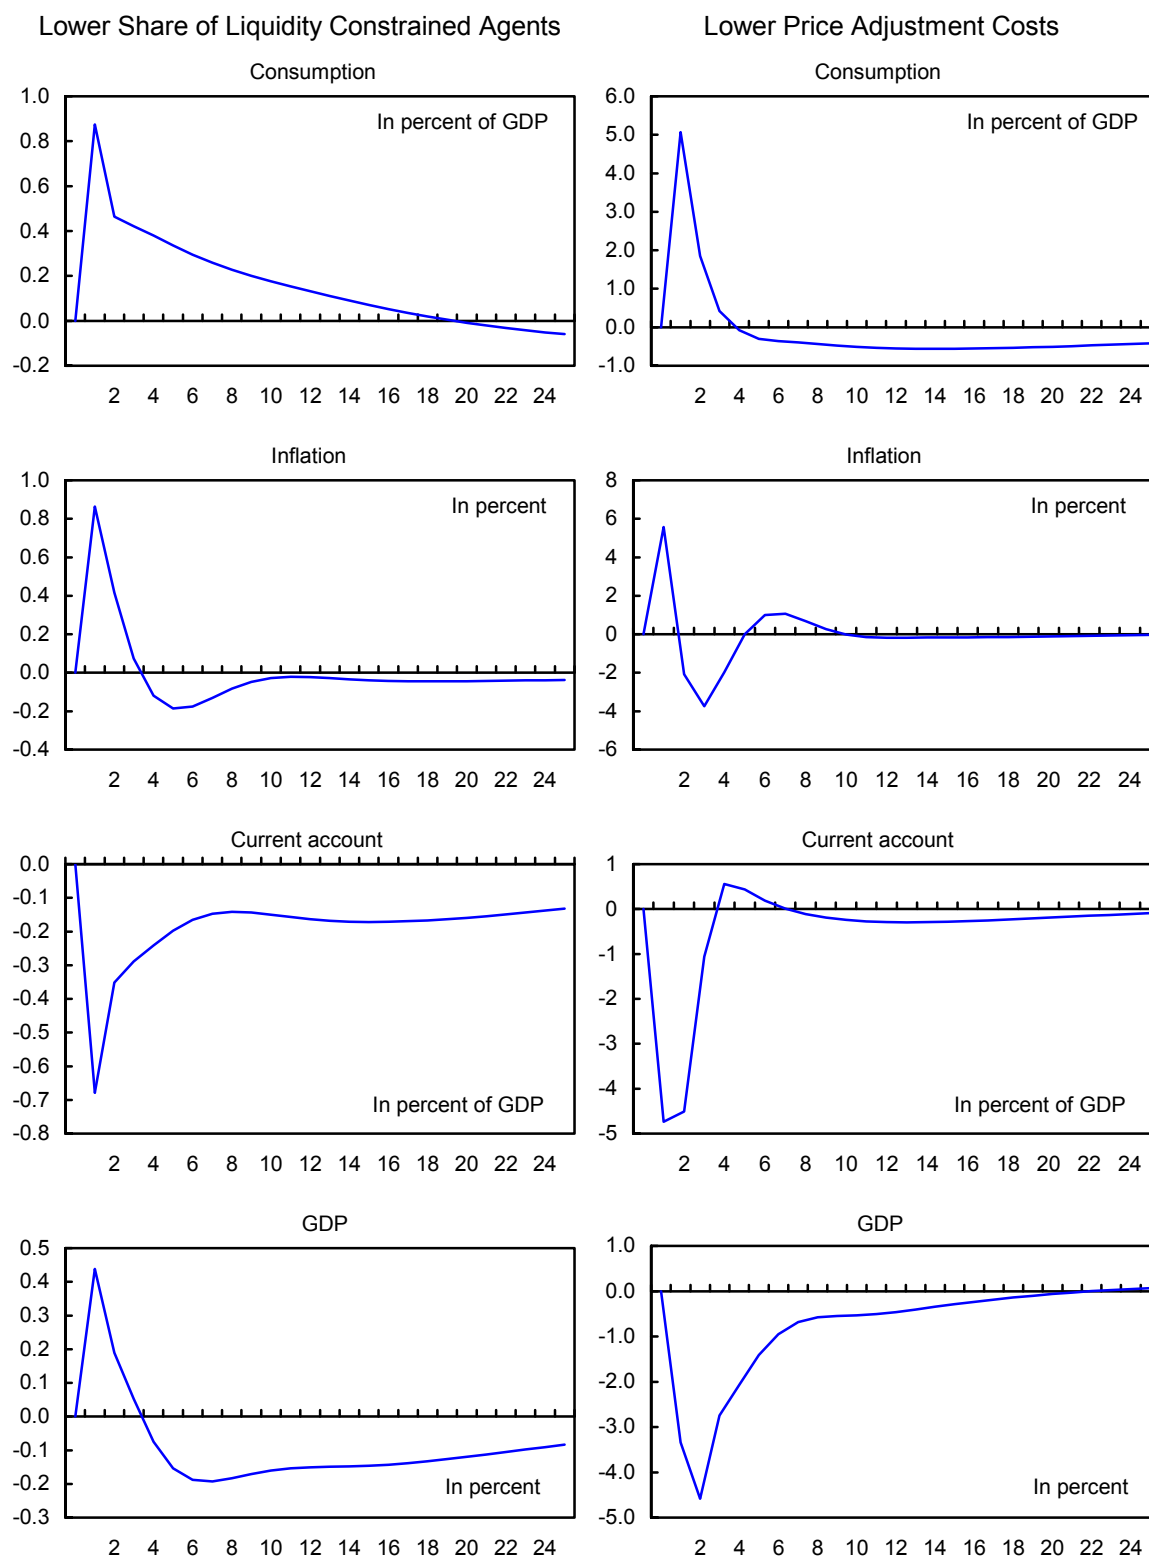 Lower Share of Liquidity Constrained Agents
Lower Price Adjustment Costs
Consumption
In percent of GDP
1.0
0.8
0.6
0.4
0.2
0.0
-0.2
2 4 6 8 10 12 14 16 18 20 22 24
Consumption
In percent of GDP
6.0
5.0
4.0
3.0
2.0
1.0
0.0
-1.0
2 4 6 8 10 12 14 16 18 20 22 24
Inflation
In percent
1.0
0.8
0.6
0.4
0.2
0.0
-0.2
-0.4
2 4 6 8 10 12 14 16 18 20 22 24
Inflation
In percent
8
6
4
2
0
-2
-4
-6
2 4 6 8 10 12 14 16 18 20 22 24
Current account
0.0
-0.1
-0.2
-0.3
-0.4
-0.5
-0.6
-0.7
-0.8
In percent of GDP
2 4 6 8 10 12 14 16 18 20 22 24
Current account
1
0
-1
-2
-3
-4
-5
In percent of GDP
2 4 6 8 10 12 14 16 18 20 22 24
GDP
0.5
0.4
0.3
0.2
0.1
0.0
-0.1
-0.2
-0.3
In percent
2 4 6 8 10 12 14 16 18 20 22 24
GDP
1.0
0.0
-1.0
-2.0
-3.0
-4.0
-5.0
In percent
2 4 6 8 10 12 14 16 18 20 22 24